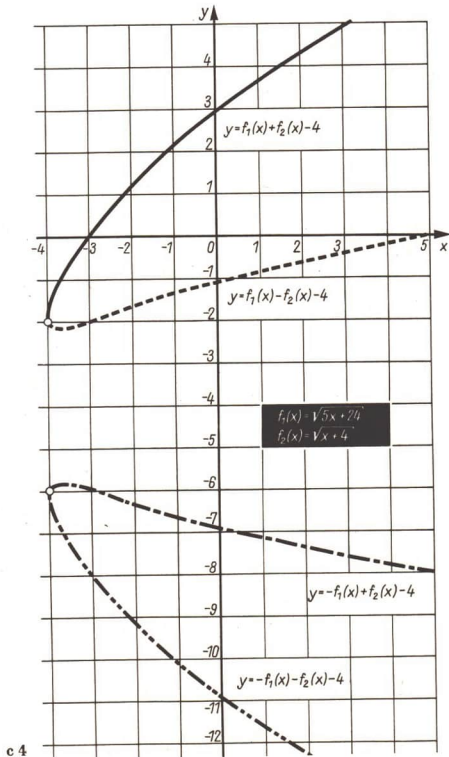 y
4
3
y=f₁(x)+f₂(x)-4
2
1
-4 -3 -2 -1 0 1 2 3 5 x
-1
y=f₁(x)-f₂(x)-4
-2
-3
-4
f₁(x)=√5x+24
f₂(x)=√x+4
-5
-6
-7
-8
y=-f₁(x)+f₂(x)-4
-9
-10
y=-f₁(x)-f₂(x)-4
-11
-12
c 4